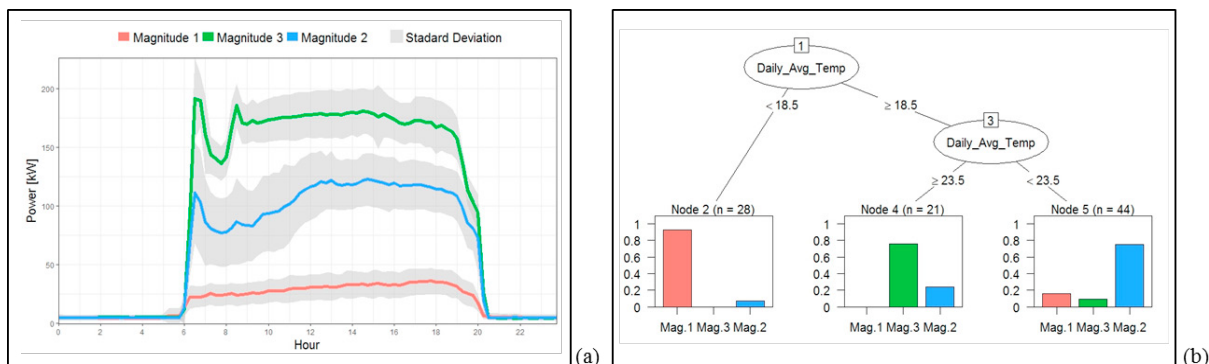 Magnitude 1 Magnitude 3 Magnitude 2 Stadard Deviation
Power [kW]
200
150
100
50
0
0 2 4 6 8 10 12 14 16 18 20 22
Hour
(a)
1
Daily_Avg_Temp
< 18.5 ≥ 18.5
3
Daily_Avg_Temp
≥ 23.5 < 23.5
Node 2 (n = 28) Node 4 (n = 21) Node 5 (n = 44)
1 1 1
0.8 0.8 0.8
0.6 0.6 0.6
0.4 0.4 0.4
0.2 0.2 0.2
0 0 0
Mag.1 Mag.3 Mag.2 Mag.1 Mag.3 Mag.2 Mag.1 Mag.3 Mag.2
(b)